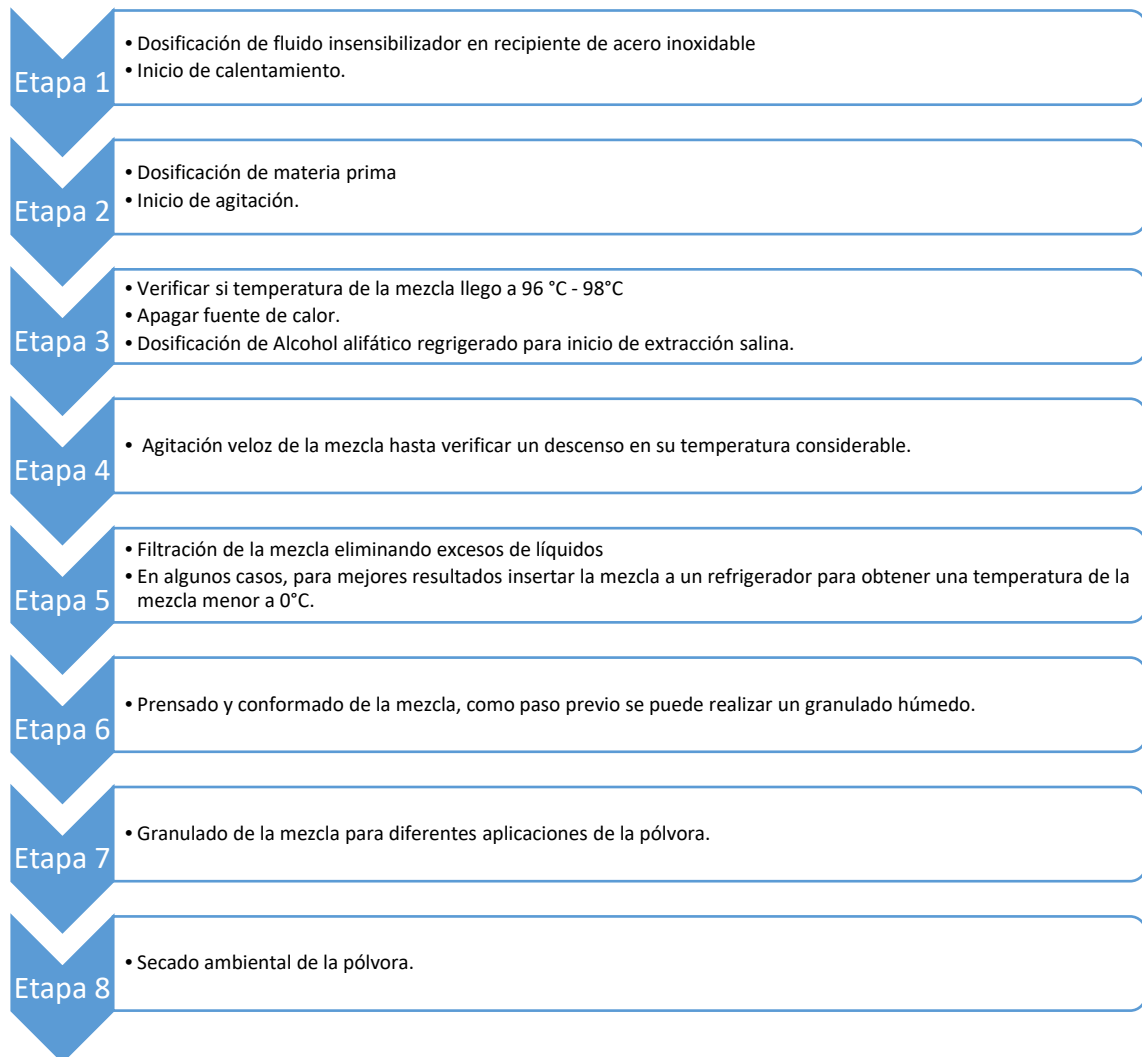 Etapa 1
• Dosificación de fluido insensibilizador en recipiente de acero inoxidable
• Inicio de calentamiento.
Etapa 2
• Dosificación de materia prima
• Inicio de agitación.
Etapa 3
• Verificar si temperatura de la mezcla llego a 96 °C - 98°C
• Apagar fuente de calor.
• Dosificación de Alcohol alifático regrigerado para inicio de extracción salina.
Etapa 4
• Agitación veloz de la mezcla hasta verificar un descenso en su temperatura considerable.
Etapa 5
• Filtración de la mezcla eliminando excesos de líquidos
• En algunos casos, para mejores resultados insertar la mezcla a un refrigerador para obtener una temperatura de la
mezcla menor a 0°C.
Etapa 6
• Prensado y conformado de la mezcla, como paso previo se puede realizar un granulado húmedo.
Etapa 7
• Granulado de la mezcla para diferentes aplicaciones de la pólvora.
Etapa 8
• Secado ambiental de la pólvora.